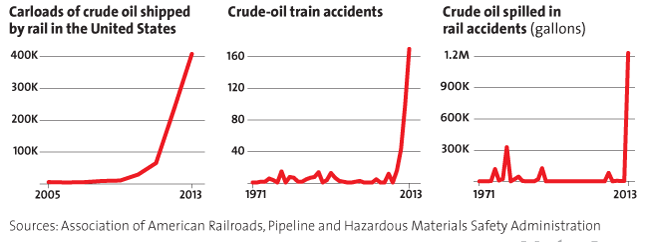 Carloads of crude oil shipped
by rail in the United States
400K
300K
200K
100K
2005
2013
Crude-oil train accidents
160
120
80
40
1971
2013
Crude oil spilled in
rail accidents (gallons)
1.2M
900K
600K
300K
1971
2013
Sources: Association of American Railroads, Pipeline and Hazardous Materials Safety Administration